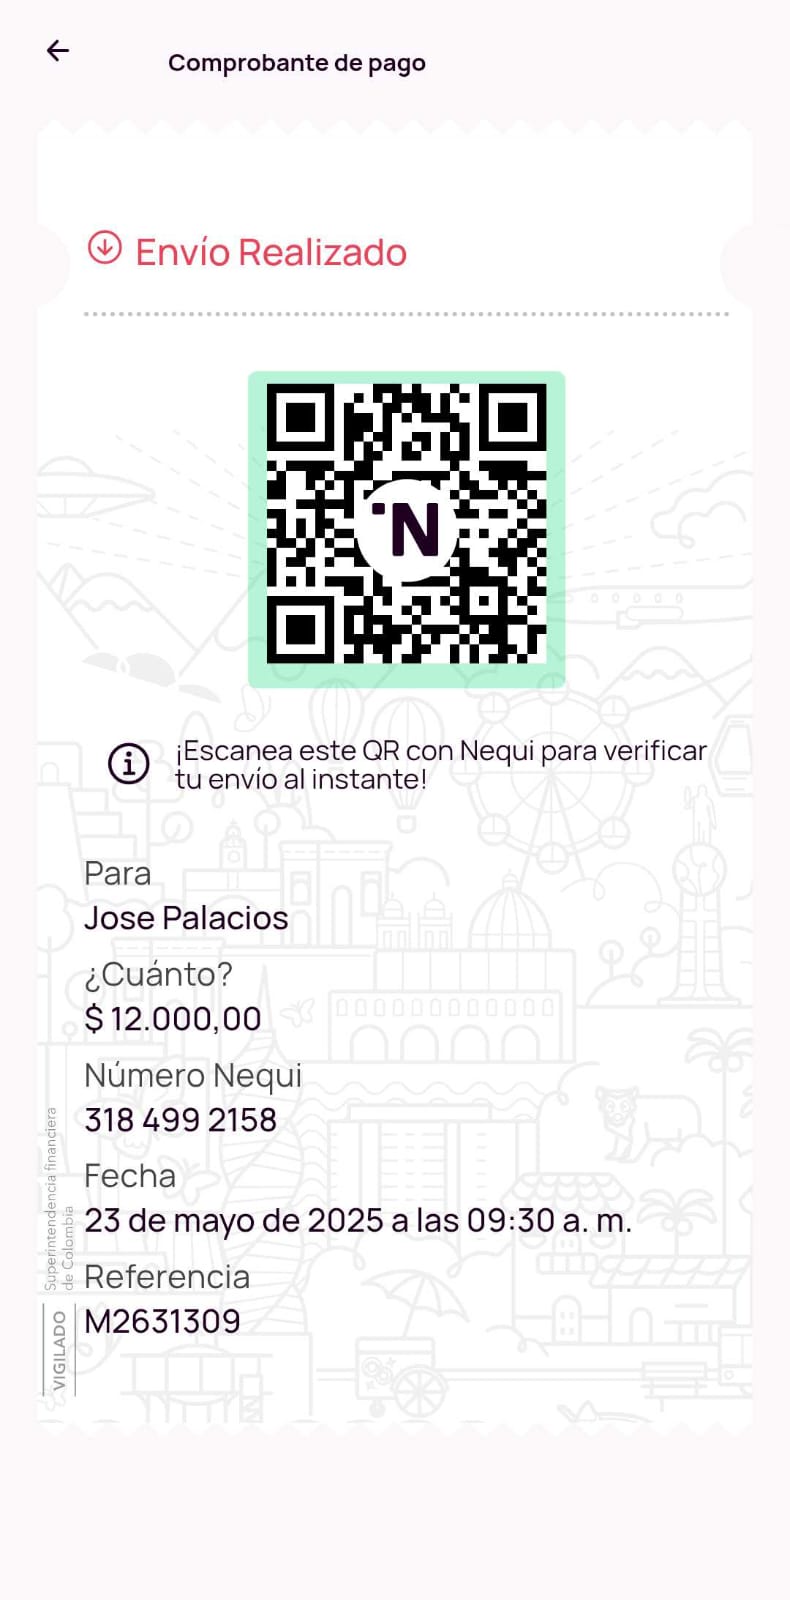 Comprobante de pago
Envío Realizado
N
¡Escanea este QR con Nequi para verificar
tu envío al instante!
Para
Jose Palacios
¿Cuánto?
$ 12.000,00
Número Nequi
318 499 2158
Fecha
23 de mayo de 2025 a las 09:30 a. m.
Referencia
M2631309
VIGILADO
Superintendencia financiera
de Colombia